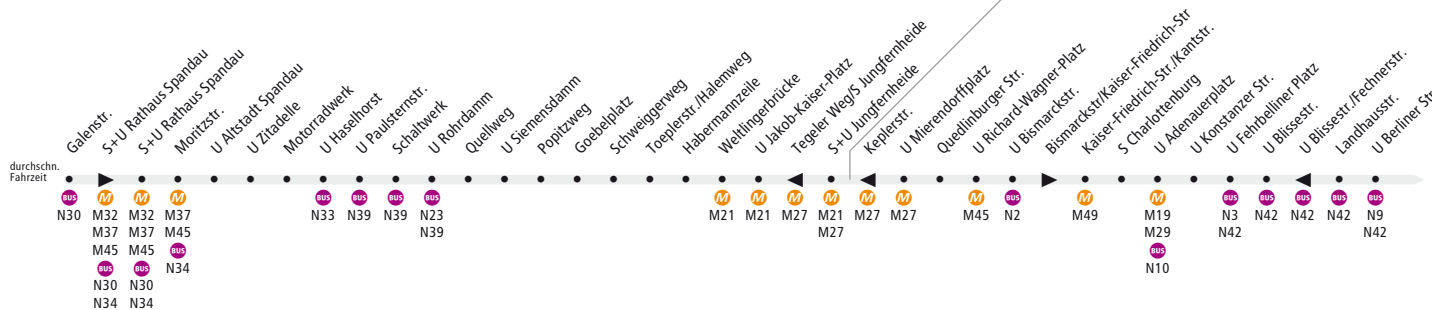 Galenstr.
S+U Rathaus Spandau
S+U Rathaus Spandau
Moritzstr.
U Altstadt Spandau
U Zitadelle
Motorradwerk
U Haselhorst
U Paulsternstr.
Schaltwerk
U Rohrdamm
Quellweg
U Siemensdamm
Popitzweg
Goebelplatz
Schweiggerweg
Toeplerstr./Halemweg
Habermannzeile
Weltlingerbrücke
U Jakob-Kaiser-Platz
Tegeler Weg/S Jungfernheide
S+U Jungfernheide
Keplerstr.
U Mierendorffplatz
Quedlinburger Str.
U Richard-Wagner-Platz
U Bismarckstr.
Bismarckstr/Kaiser-Friedrich-Str
Kaiser-Friedrich-Str./Kantstr.
S Charlottenburg
U Adenauerplatz
U Konstanzer Str.
U Fehrbelliner Platz
U Blissestr.
U Blissestr./Fechnerstr.
Landhausstr.
U Berliner Str
durchschn.
Fahrzeit
BUS M M M BUS BUS BUS BUS M M M M M M M BUS M M BUS BUS BUS BUS BUS
N30 M32 M32 M37 N33 N39 N39 N23 M21 M21 M27 M21 M27 M27 M45 N2 M49 M19 N3 N42 N42 N42 N9
M37 M37 M45 N39 M27 M29 N42 N42
M45 M45 BUS BUS
BUS BUS N34 N10
N30 N30
N34 N34